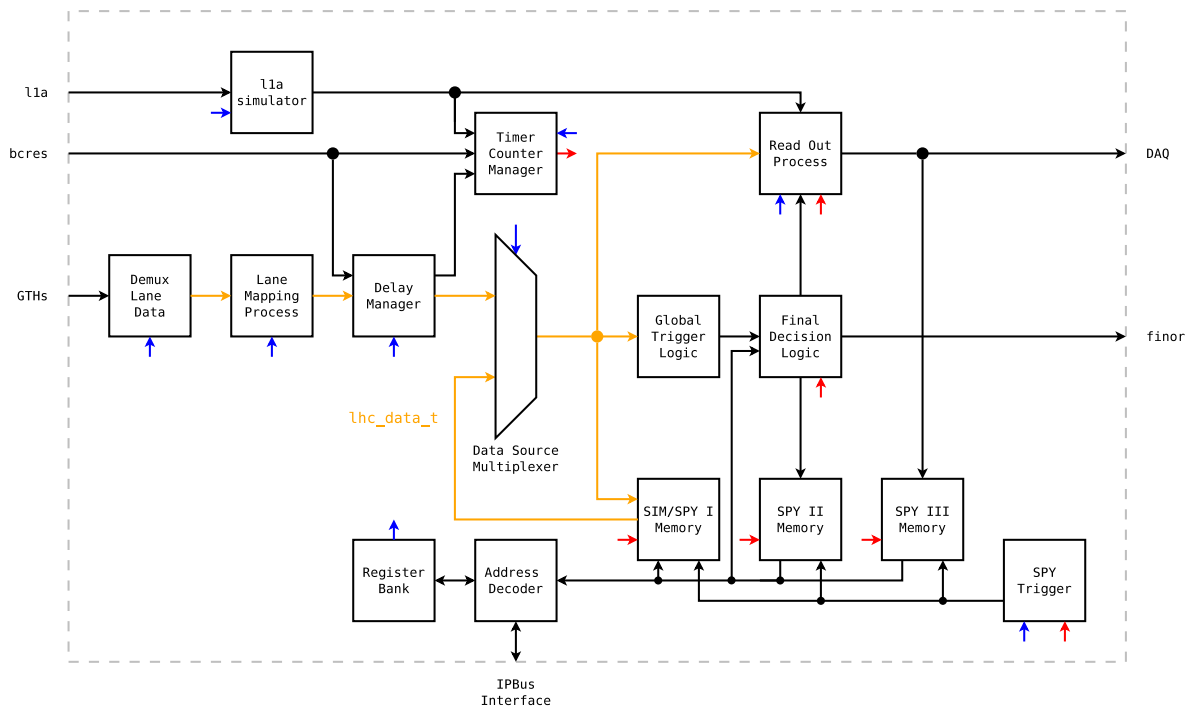 l1a
l1a
simulator
bcres
Timer
Counter
Manager
Read Out
Process
DAQ
GTHs
Demux
Lane
Data
Lane
Mapping
Process
Delay
Manager
Global
Trigger
Logic
Final
Decision
Logic
finor
lhc_data_t
Data Source
Multiplexer
SIM/SPY I
Memory
SPY II
Memory
SPY III
Memory
Register
Bank
Address
Decoder
SPY
Trigger
IPBus
Interface